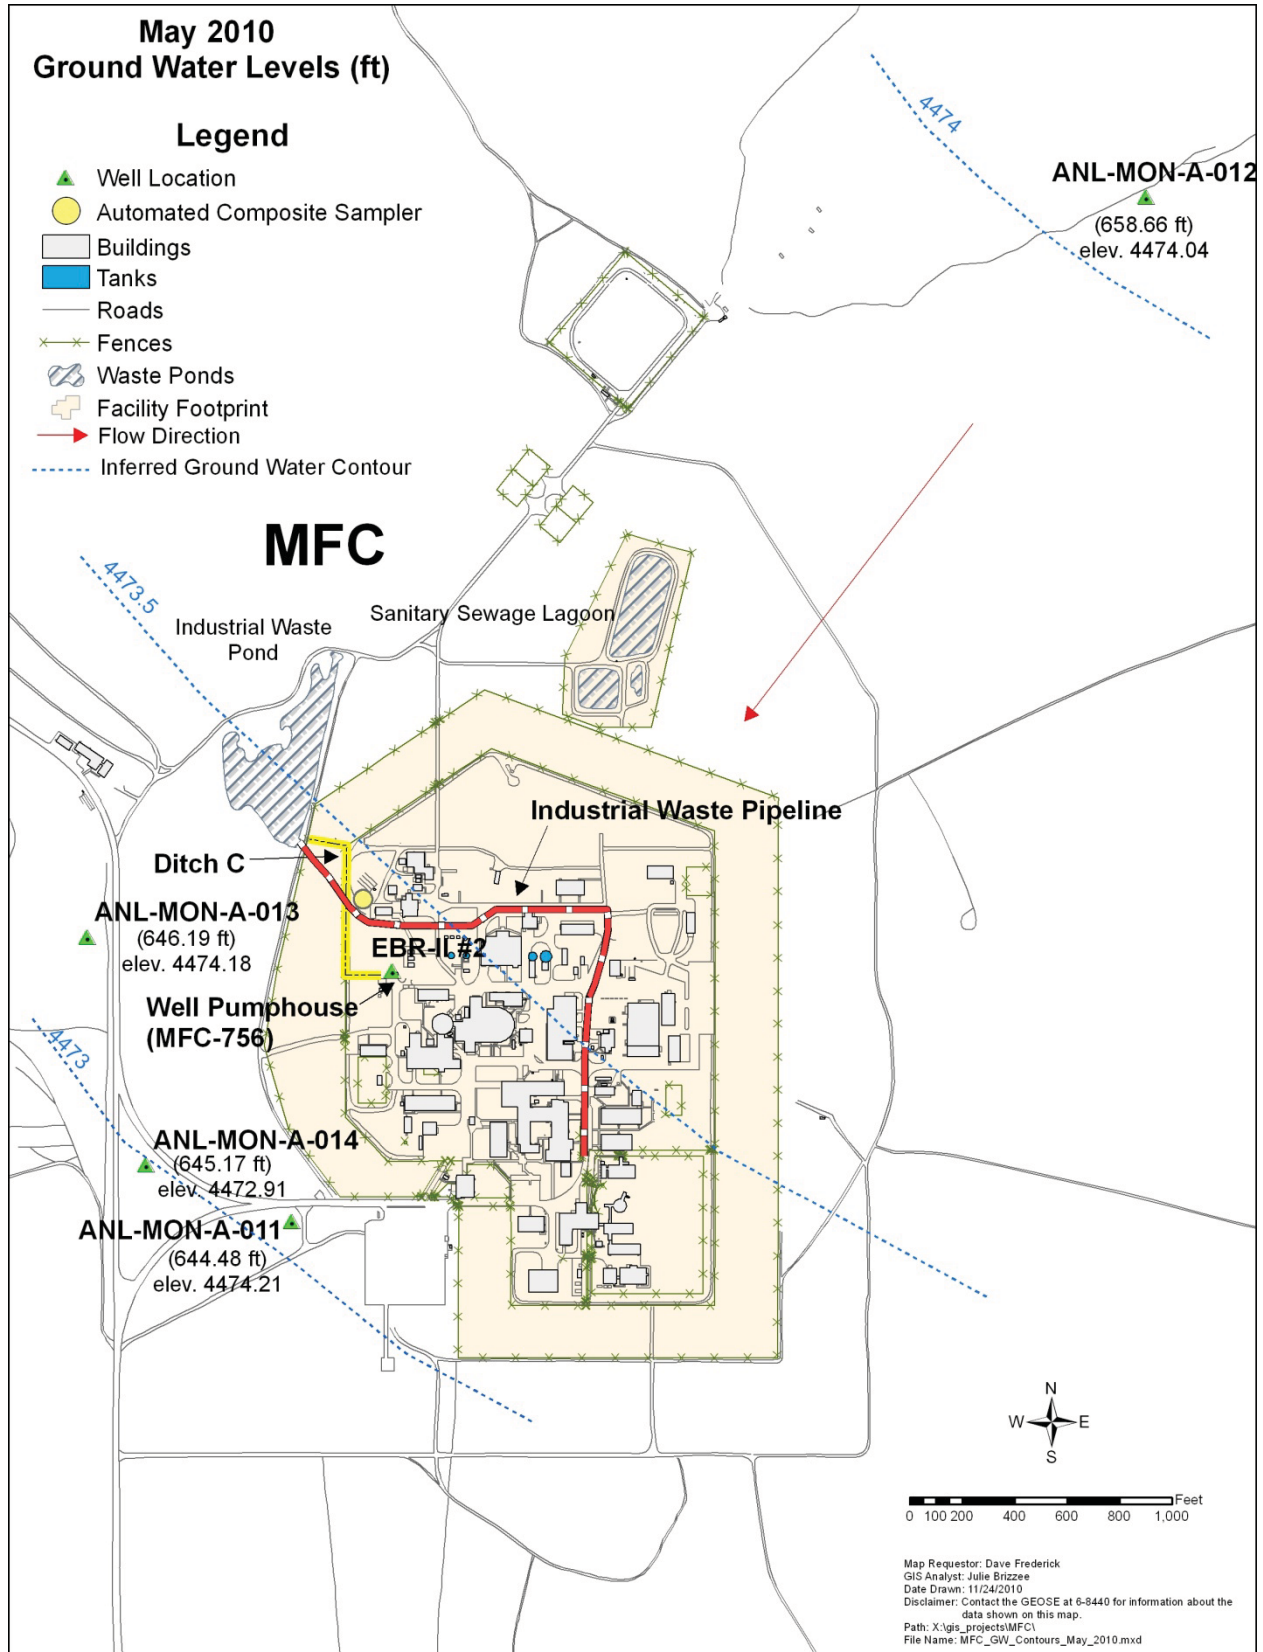 May 2010
Ground Water Levels (ft)
Legend
Well Location
Automated Composite Sampler
Buildings
Tanks
Roads
Fences
Waste Ponds
Facility Footprint
Flow Direction
Inferred Ground Water Contour
4474
ANL-MON-A-012
(658.66 ft)
elev. 4474.04
MFC
4473.5
Sanitary Sewage Lagoon
Industrial Waste
Pond
Industrial Waste Pipeline
Ditch C
ANL-MON-A-013
(646.19 ft)
elev. 4474.18
EBR-II #2
Well Pumphouse
(MFC-756)
4473
ANL-MON-A-014
(645.17 ft)
elev. 4472.91
ANL-MON-A-011
(644.48 ft)
elev. 4474.21
N
W E
S
Feet
0 100 200 400 600 800 1,000
Map Requestor: Dave Frederick
GIS Analyst: Julie Brizzee
Date Drawn: 11/24/2010
Disclaimer: Contact the GEOSE at 6-8440 for information about the
data shown on this map.
Path: X:\gis_projects\MFC\
File Name: MFC_GW_Contours_May_2010.mxd